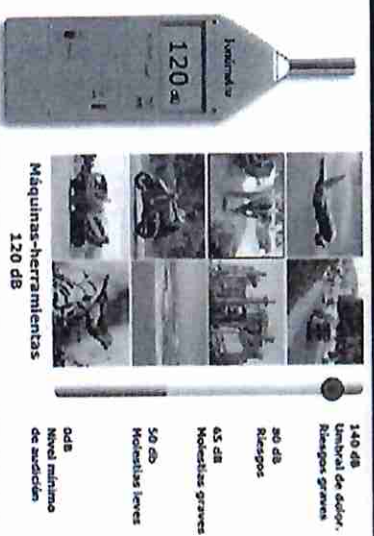 Sonómetro
120 dB
Máquinas-herramientas
120 dB
140 dB
Umbral de dolor.
Riesgos graves
80 dB
Riesgos
65 dB
Molestias graves
50 db
Molestias leves
0dB
Nivel mínimo
de audición